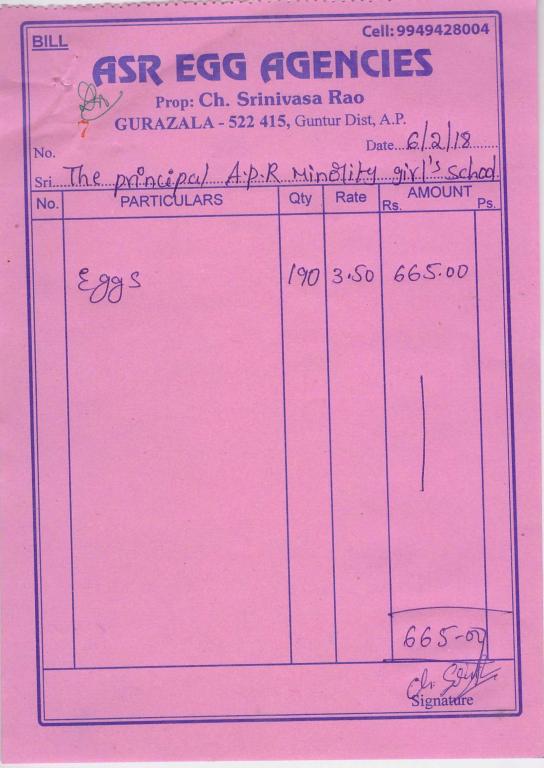 BILL
Cell: 9949428004
ASR EGG AGENCIES
Prop: Ch. Srinivasa Rao
GURAZALA - 522 415, Guntur Dist, A.P.
7
No.
Date 6/2/18
Sri. The principal A.P.R Minority girl's school
No. PARTICULARS Qty Rate AMOUNT
Rs. Ps.
Eggs 190 3.50 665.00
665-00
Signature